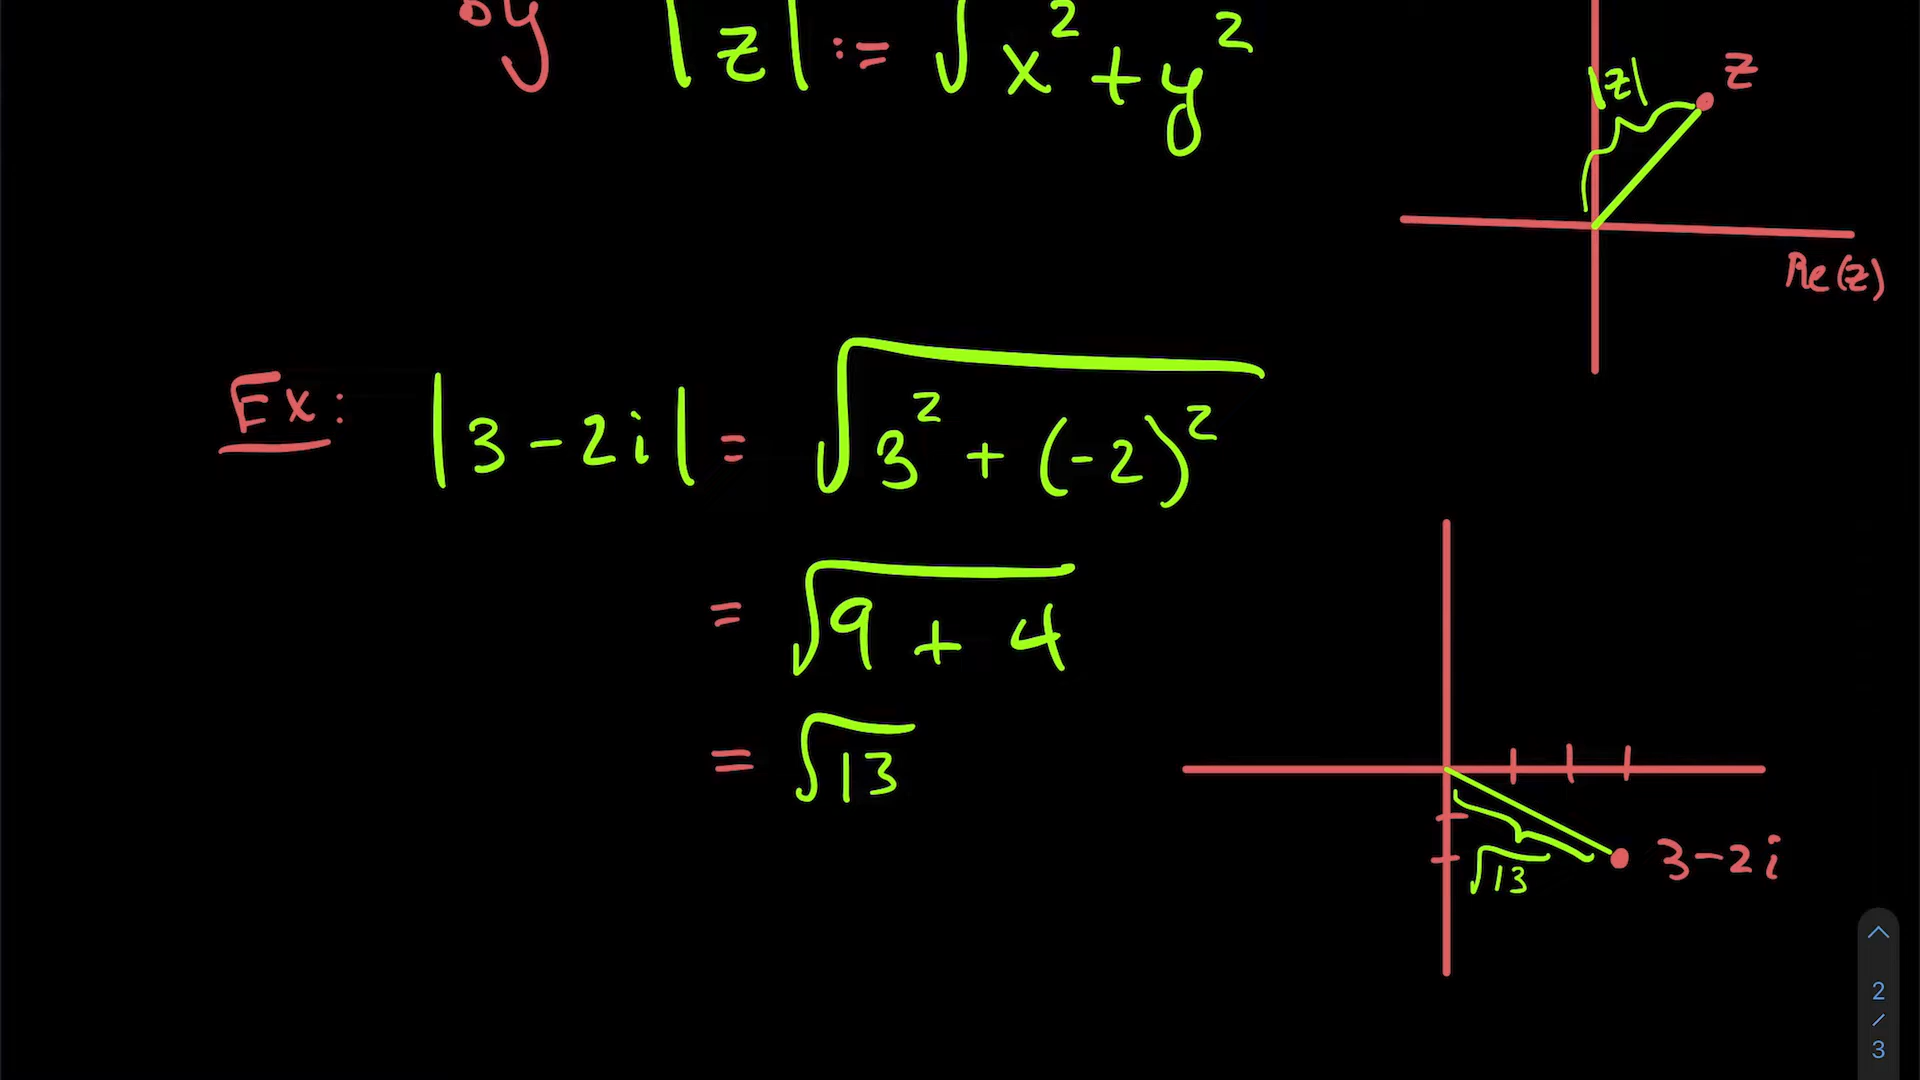 by |z| := √x² + y²
|z|
z
Re(z)
Ex: |3-2i| = √3² + (-2)²
= √9 + 4
= √13
√13
3-2i
2
/
3